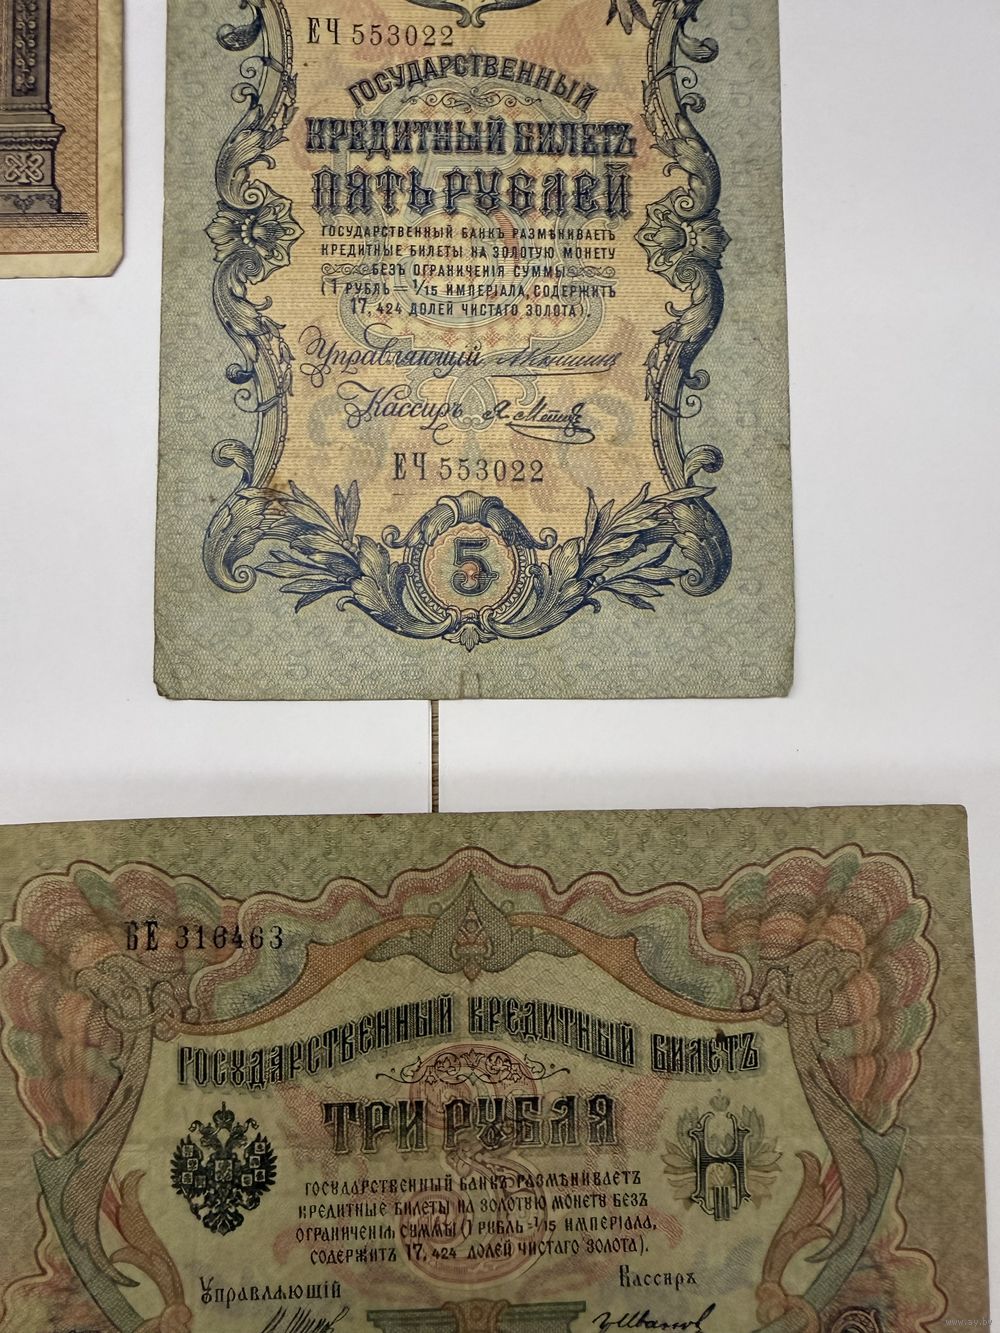 ЕЧ 553022
ГОСУДАРСТВЕННЫЙ
КРЕДИТНЫЙ БИЛЕТЪ
ПЯТЬ РУБЛЕЙ
ГОСУДАРСТВЕННЫЙ БАНКЪ РАЗМѢНИВАЕТЪ
КРЕДИТНЫЕ БИЛЕТЫ НА ЗОЛОТУЮ МОНЕТУ
БЕЗЪ ОГРАНИЧЕНІЯ СУММЫ
(1 РУБЛЬ = 1/15 ИМПЕРІАЛА, СОДЕРЖИТЪ
17,424 ДОЛЕЙ ЧИСТАГО ЗОЛОТА).
Управляющій
Кассиръ
ЕЧ 553022
5
БЕ 316463
ГОСУДАРСТВЕННЫЙ КРЕДИТНЫЙ БИЛЕТЪ
ТРИ РУБЛЯ
ГОСУДАРСТВЕННЫЙ БАНКЪ РАЗМѢНИВАЕТЪ
КРЕДИТНЫЕ БИЛЕТЫ НА ЗОЛОТУЮ МОНЕТУ БЕЗЪ
ОГРАНИЧЕНІЯ СУММЫ (1 РУБЛЬ = 1/15 ИМПЕРІАЛА,
СОДЕРЖИТЪ 17,424 ДОЛЕЙ ЧИСТАГО ЗОЛОТА).
Управляющій Кассиръ
www.ay.by